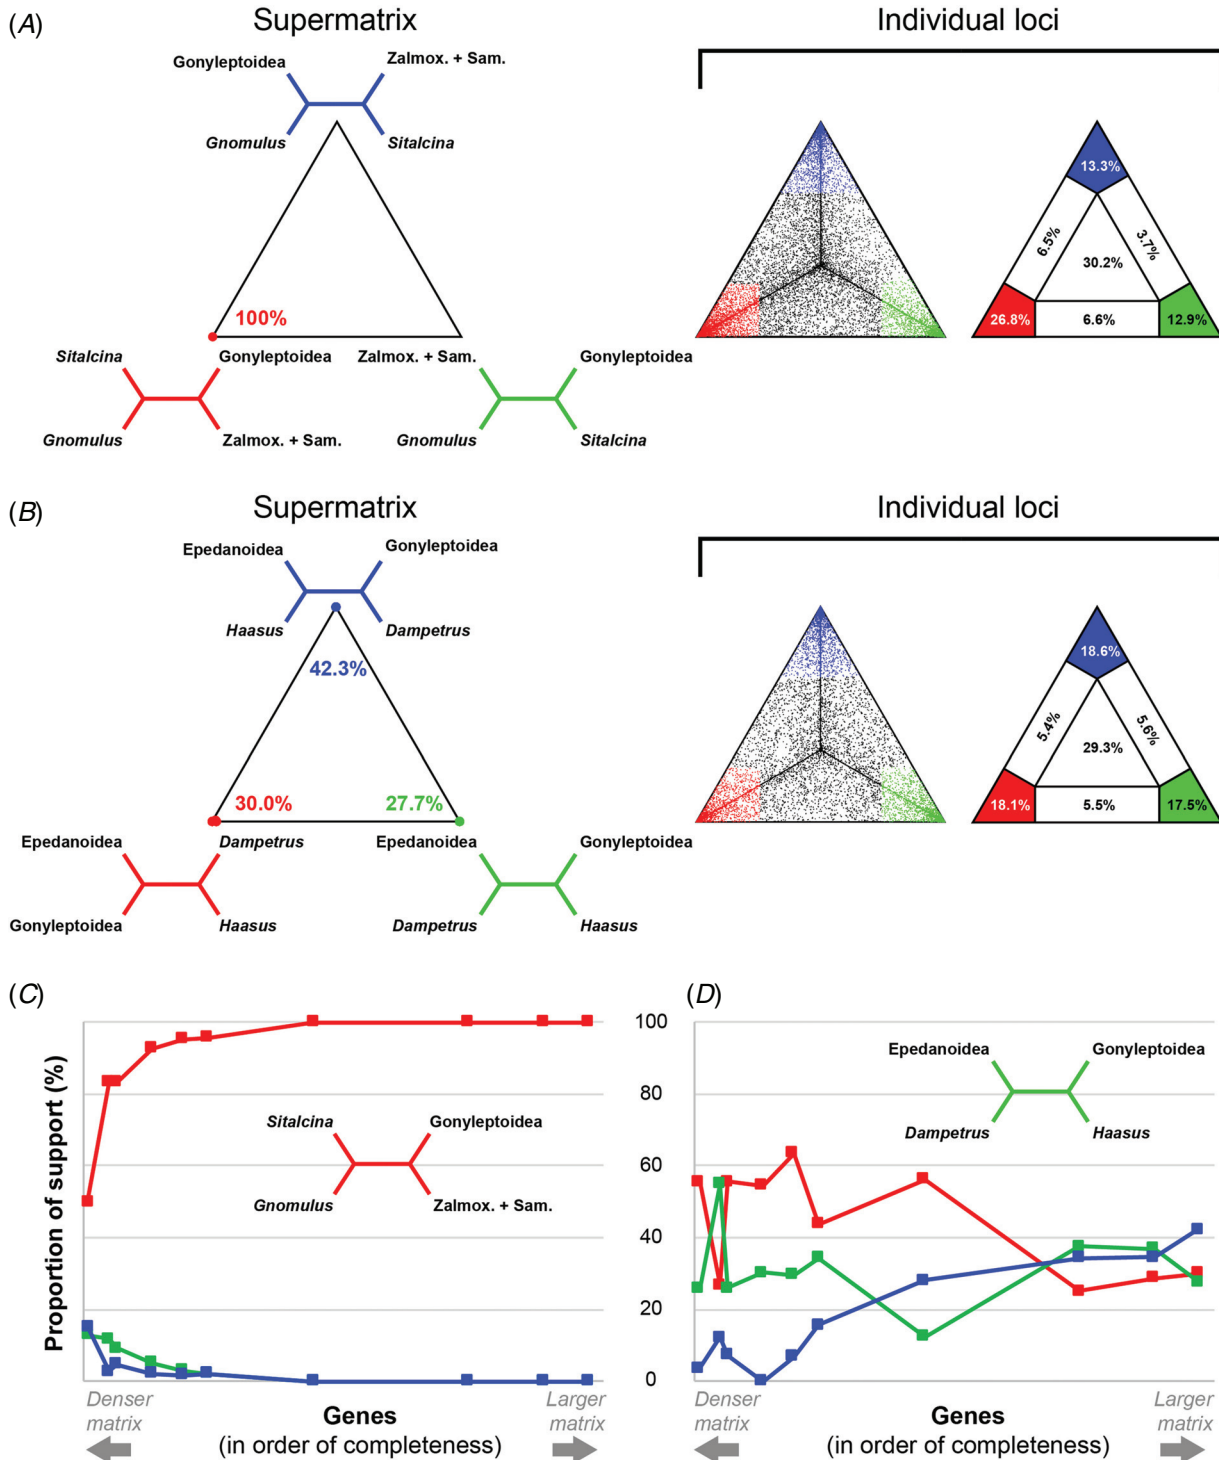 (A)
Supermatrix
Individual loci
Gonyleptoidea
Zalmox. + Sam.
Gnomulus
Sitalcina
100%
Sitalcina
Gonyleptoidea
Gnomulus
Zalmox. + Sam.
Zalmox. + Sam.
Gonyleptoidea
Gnomulus
Sitalcina
13.3%
6.5%
3.7%
30.2%
26.8%
6.6%
12.9%
(B)
Supermatrix
Individual loci
Epedanoidea
Gonyleptoidea
Haasus
Dampetrus
42.3%
30.0%
27.7%
Epedanoidea
Dampetrus
Gonyleptoidea
Haasus
Epedanoidea
Gonyleptoidea
Dampetrus
Haasus
18.6%
5.4%
5.6%
29.3%
18.1%
5.5%
17.5%
(C)
Proportion of support (%)
Sitalcina
Gonyleptoidea
Gnomulus
Zalmox. + Sam.
Denser
matrix
Genes
(in order of completeness)
Larger
matrix
(D)
100
80
60
40
20
0
Epedanoidea
Gonyleptoidea
Dampetrus
Haasus
Denser
matrix
Genes
(in order of completeness)
Larger
matrix